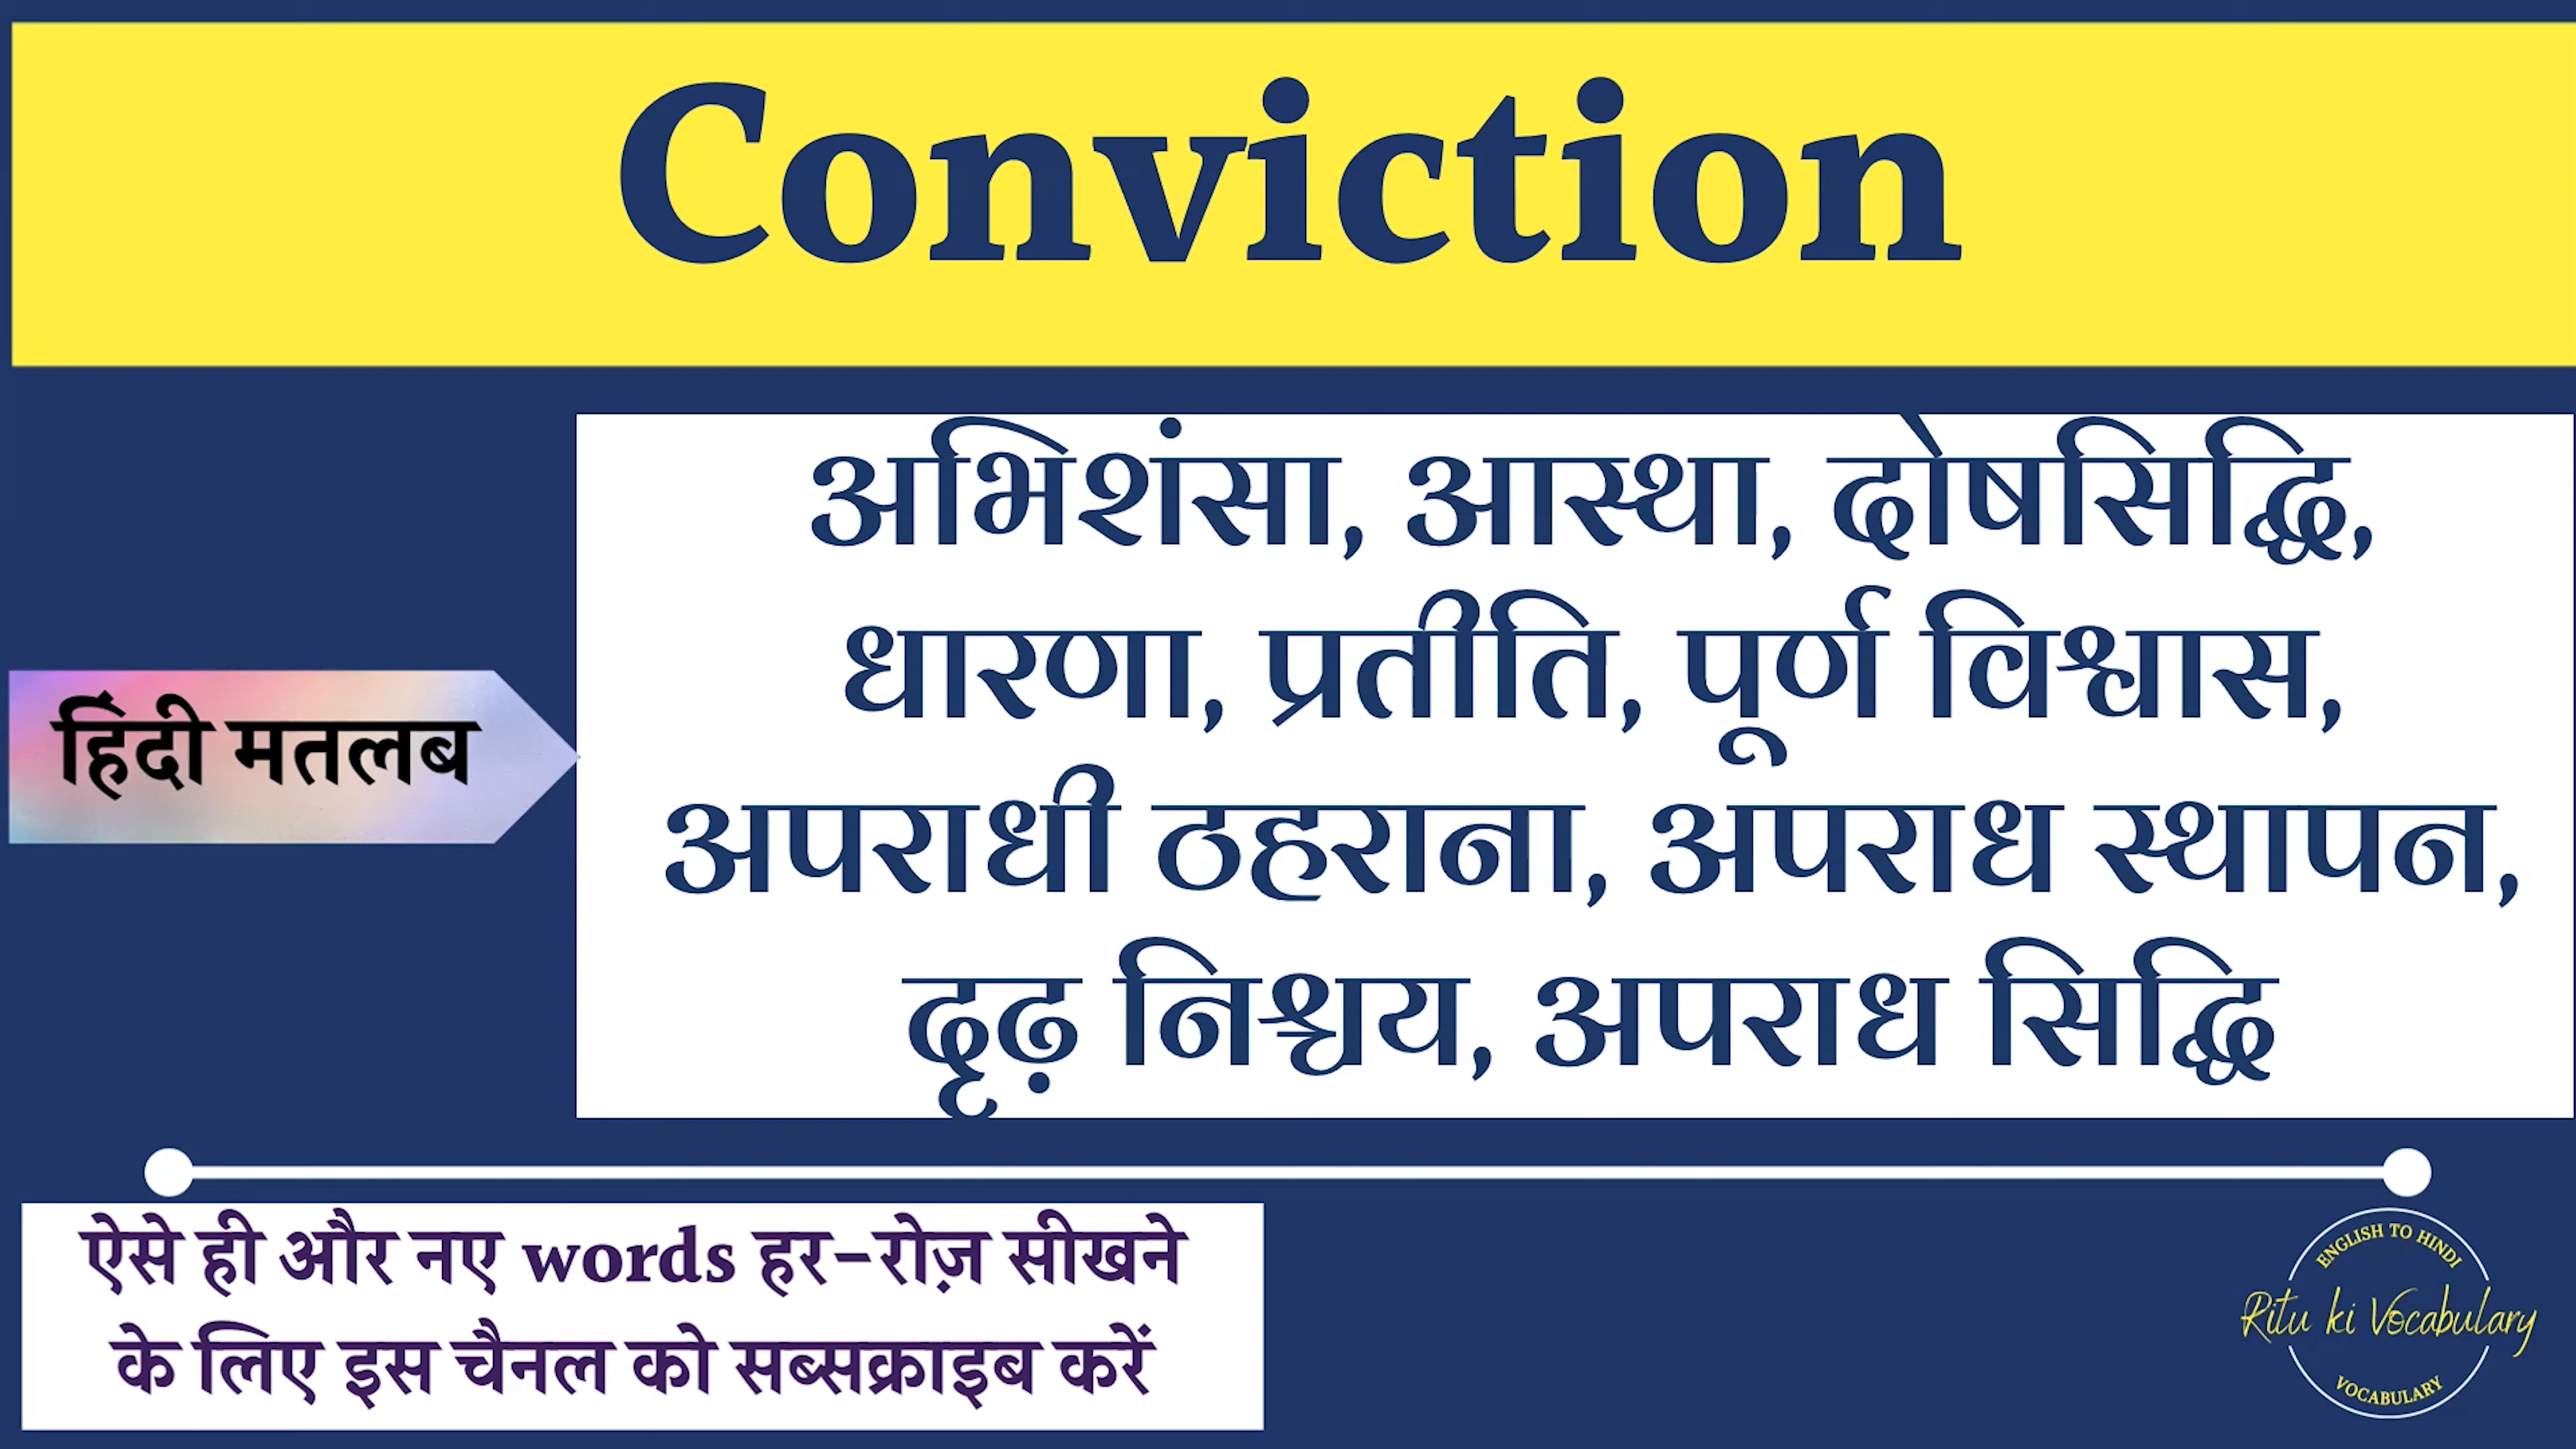 Conviction
अभिशंसा, आस्था, दोषसिद्धि,
धारणा, प्रतीति, पूर्ण विश्वास,
हिंदी मतलब
अपराधी ठहराना, अपराध स्थापन,
दृढ़ निश्चय, अपराध सिद्धि
ऐसे ही और नए words हर-रोज़ सीखने
के लिए इस चैनल को सब्सक्राइब करें
ENGLISH TO HINDI
Ritu ki Vocabulary
VOCABULARY